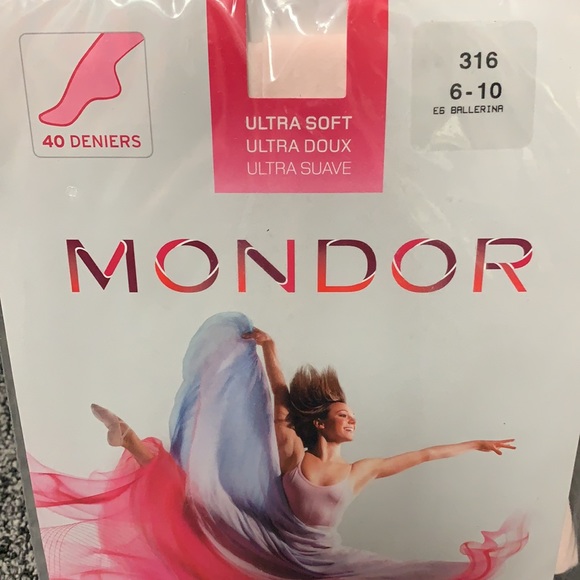 40 DENIERS
ULTRA SOFT
ULTRA DOUX
ULTRA SUAVE
316
6-10
E6 BALLERINA
MONDOR